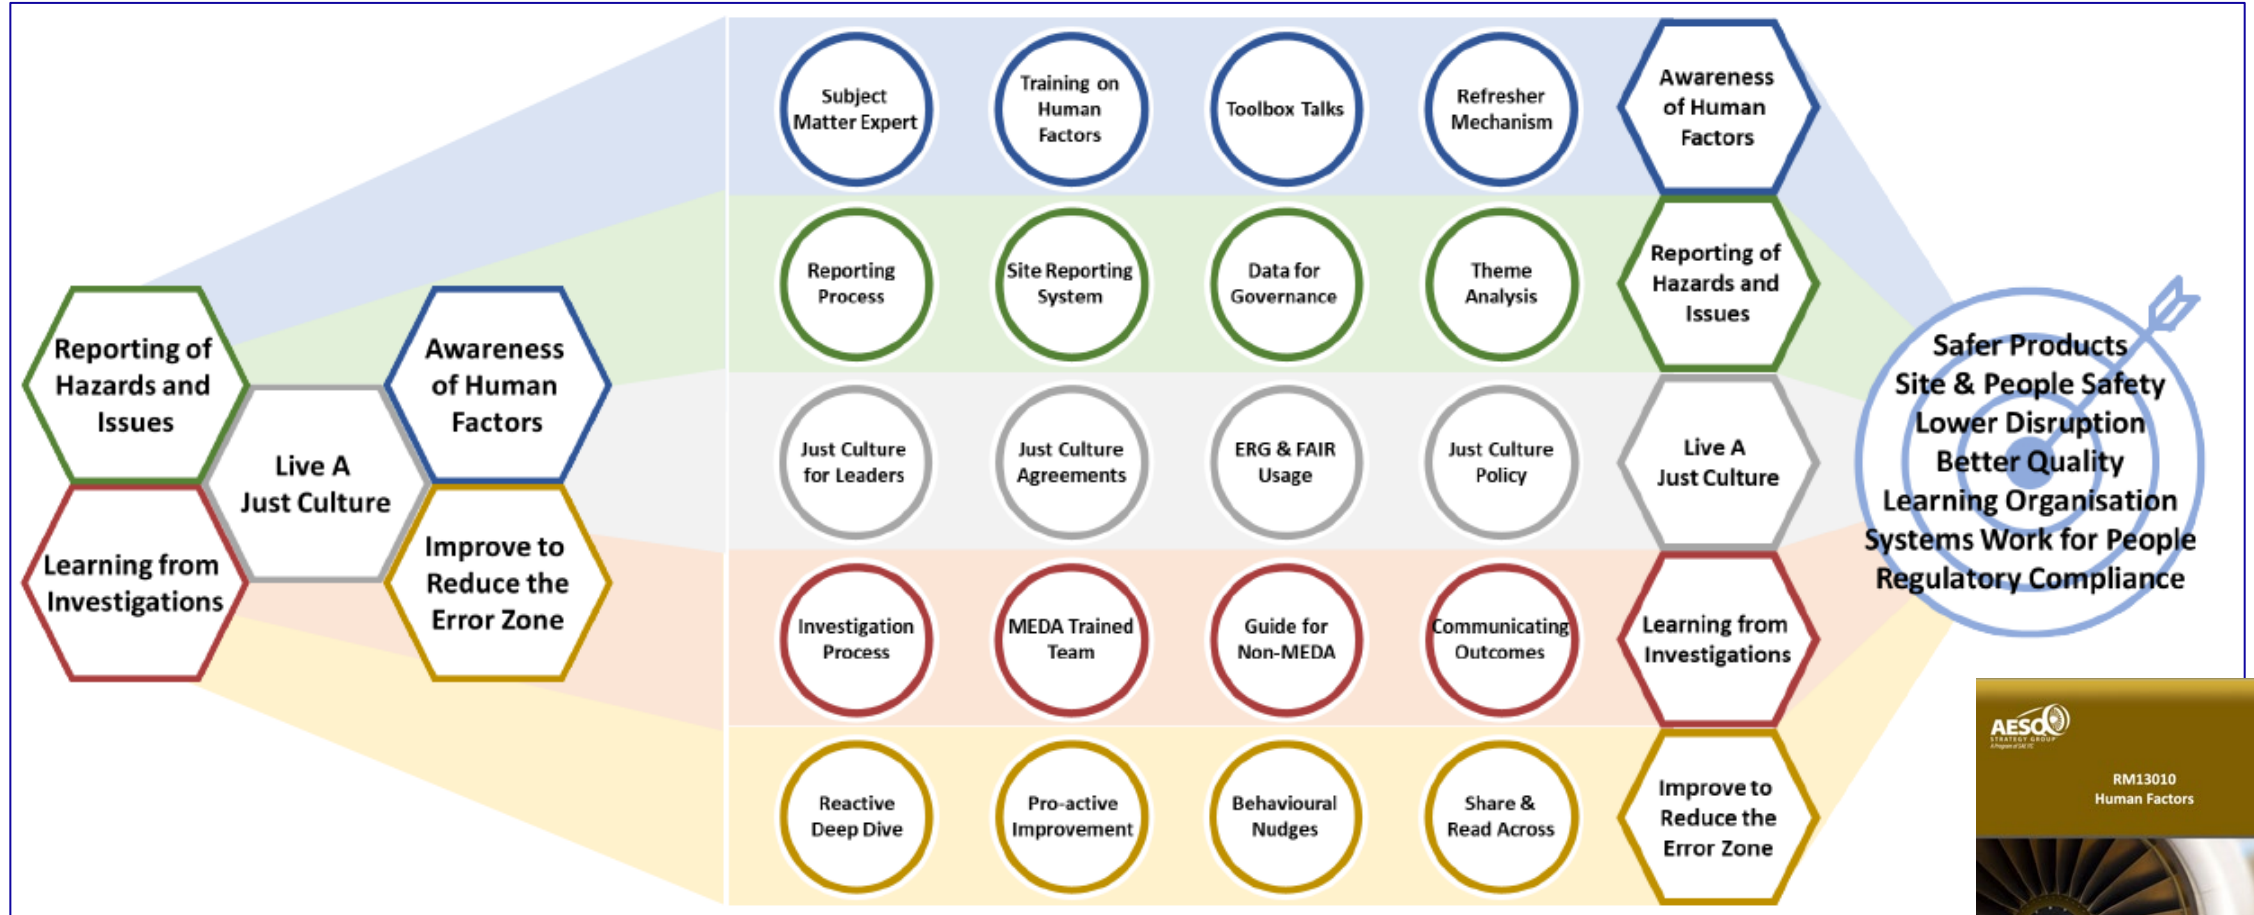 Reporting of
Hazards and
Issues
Awareness
of Human
Factors
Live A
Just Culture
Learning from
Investigations
Improve to
Reduce the
Error Zone
Subject
Matter Expert
Training on
Human
Factors
Toolbox Talks
Refresher
Mechanism
Awareness
of Human
Factors
Reporting
Process
Site Reporting
System
Data for
Governance
Theme
Analysis
Reporting of
Hazards and
Issues
Just Culture
for Leaders
Just Culture
Agreements
ERG & FAIR
Usage
Just Culture
Policy
Live A
Just Culture
Investigation
Process
MEDA Trained
Team
Guide for
Non-MEDA
Communicating
Outcomes
Learning from
Investigations
Reactive
Deep Dive
Pro-active
Improvement
Behavioural
Nudges
Share &
Read Across
Improve to
Reduce the
Error Zone
Safer Products
Site & People Safety
Lower Disruption
Better Quality
Learning Organisation
Systems Work for People
Regulatory Compliance
AESQ
STRATEGY GROUP
A Program of SAE ITC
RM13010
Human Factors